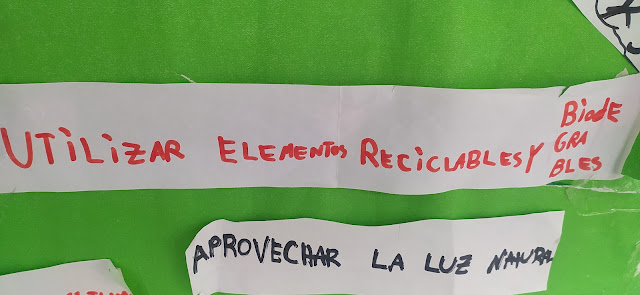 UTiLiZAR ELEMENTOS RECiCLABLES Y BiodE
GRA
BLES
APROVECHAR LA LUZ NATURAL